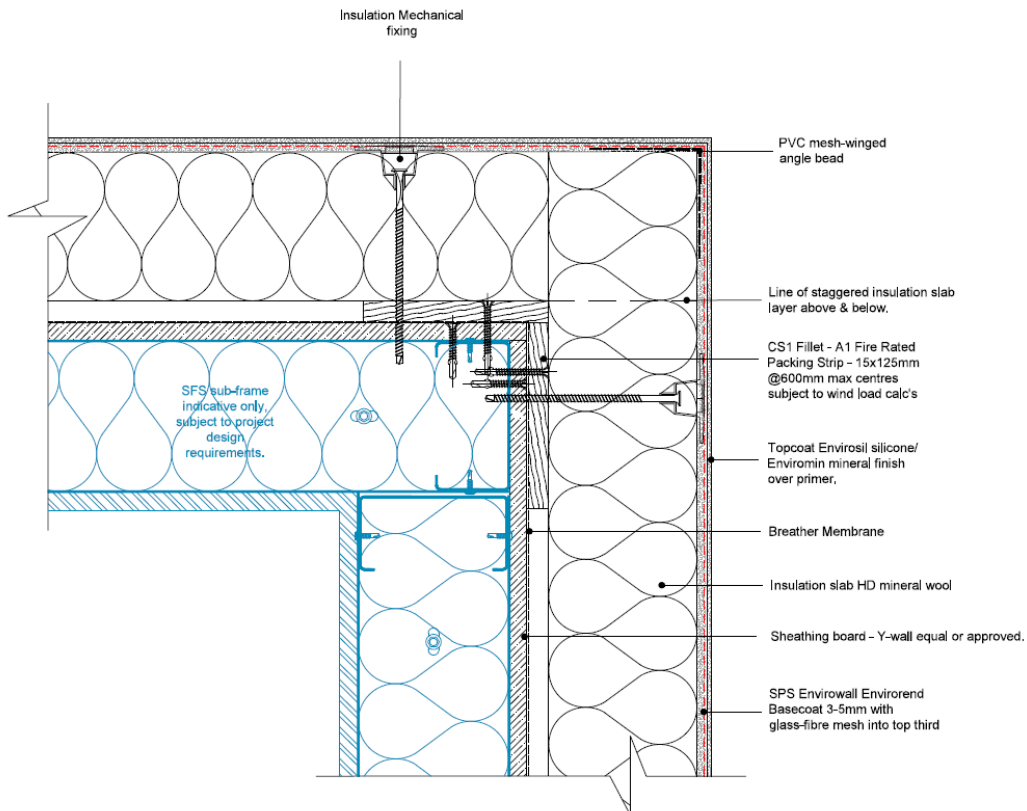 Insulation Mechanical
fixing
PVC mesh-winged
angle bead
Line of staggered insulation slab
layer above & below.
CS1 Fillet - A1 Fire Rated
Packing Strip - 15x125mm
@600mm max centres
subject to wind load calc's
SFS sub-frame
indicative only,
subject to project
design
requirements.
Topcoat Envirosil silicone/
Enviromin mineral finish
over primer,
Breather Membrane
Insulation slab HD mineral wool
Sheathing board - Y-wall equal or approved.
SPS Envirowall Envirorend
Basecoat 3-5mm with
glass-fibre mesh into top third